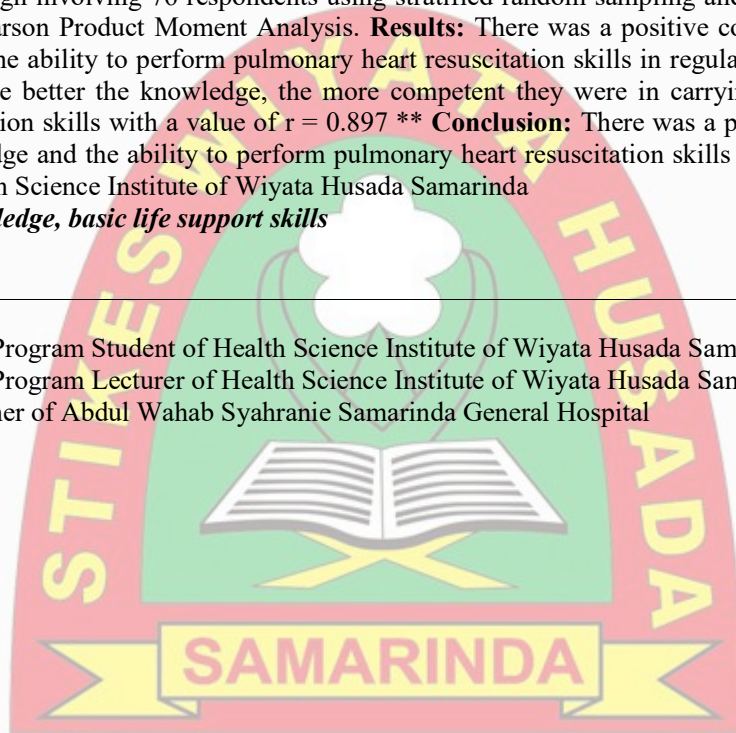 involving 70 respondents using stratified random sampling and
arson Product Moment Analysis. Results: There was a positive co
he ability to perform pulmonary heart resuscitation skills in regula
e better the knowledge, the more competent they were in carryi
ion skills with a value of r = 0.897 ** Conclusion: There was a p
dge and the ability to perform pulmonary heart resuscitation skills
h Science Institute of Wiyata Husada Samarinda
ledge, basic life support skills
Program Student of Health Science Institute of Wiyata Husada Sam
Program Lecturer of Health Science Institute of Wiyata Husada Sam
ner of Abdul Wahab Syahranie Samarinda General Hospital
STIKES WIYATA HUSADA
SAMARINDA